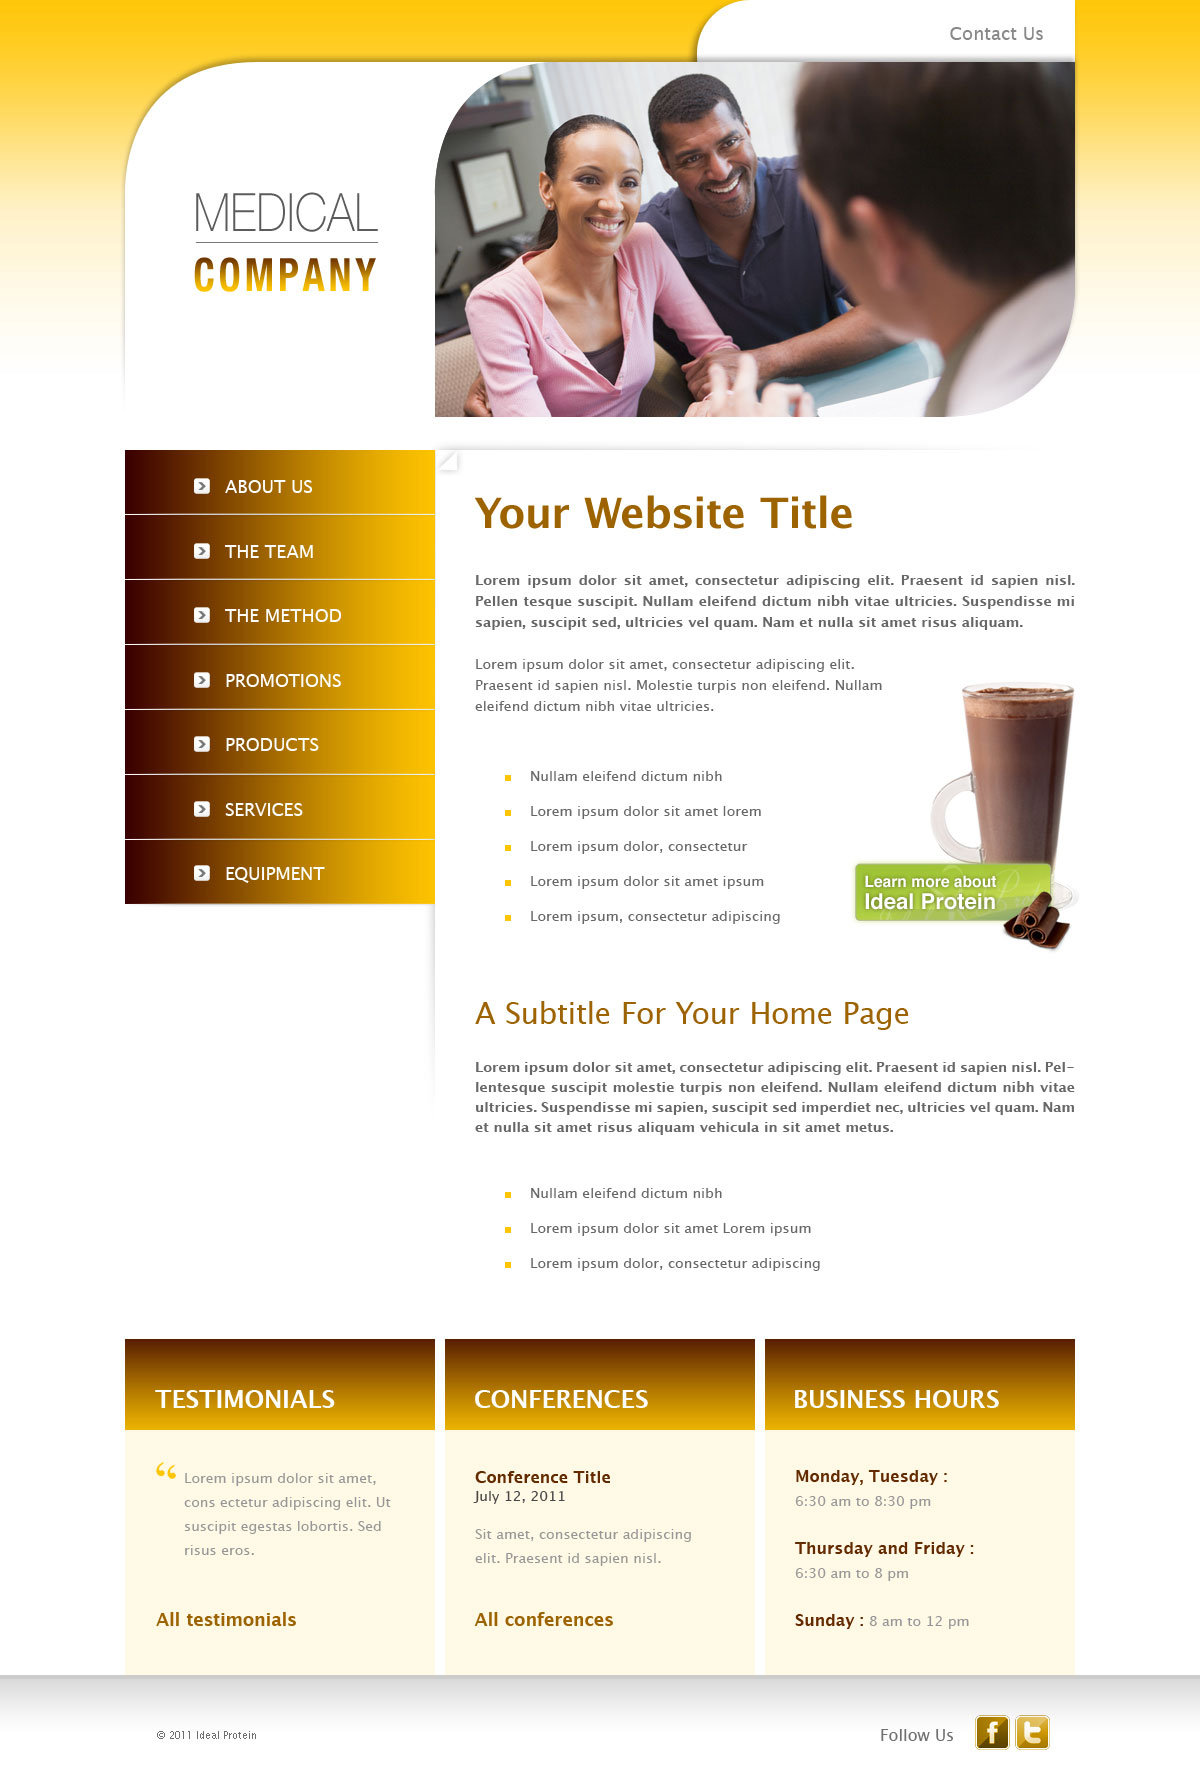 Contact Us
MEDICAL
COMPANY
ABOUT US
THE TEAM
THE METHOD
PROMOTIONS
PRODUCTS
SERVICES
EQUIPMENT
Your Website Title
Lorem ipsum dolor sit amet, consectetur adipiscing elit. Praesent id sapien nisl.
Pellen tesque suscipit. Nullam eleifend dictum nibh vitae ultricies. Suspendisse mi
sapien, suscipit sed, ultricies vel quam. Nam et nulla sit amet risus aliquam.
Lorem ipsum dolor sit amet, consectetur adipiscing elit.
Praesent id sapien nisl. Molestie turpis non eleifend. Nullam
eleifend dictum nibh vitae ultricies.
Nullam eleifend dictum nibh
Lorem ipsum dolor sit amet lorem
Lorem ipsum dolor, consectetur
Lorem ipsum dolor sit amet ipsum
Lorem ipsum, consectetur adipiscing
Learn more about
Ideal Protein
A Subtitle For Your Home Page
Lorem ipsum dolor sit amet, consectetur adipiscing elit. Praesent id sapien nisl. Pel-
lentesque suscipit molestie turpis non eleifend. Nullam eleifend dictum nibh vitae
ultricies. Suspendisse mi sapien, suscipit sed imperdiet nec, ultricies vel quam. Nam
et nulla sit amet risus aliquam vehicula in sit amet metus.
Nullam eleifend dictum nibh
Lorem ipsum dolor sit amet Lorem ipsum
Lorem ipsum dolor, consectetur adipiscing
TESTIMONIALS
“ Lorem ipsum dolor sit amet,
cons ectetur adipiscing elit. Ut
suscipit egestas lobortis. Sed
risus eros.
All testimonials
CONFERENCES
Conference Title
July 12, 2011
Sit amet, consectetur adipiscing
elit. Praesent id sapien nisl.
All conferences
BUSINESS HOURS
Monday, Tuesday :
6:30 am to 8:30 pm
Thursday and Friday :
6:30 am to 8 pm
Sunday : 8 am to 12 pm
© 2011 Ideal Protein
Follow Us
f
t